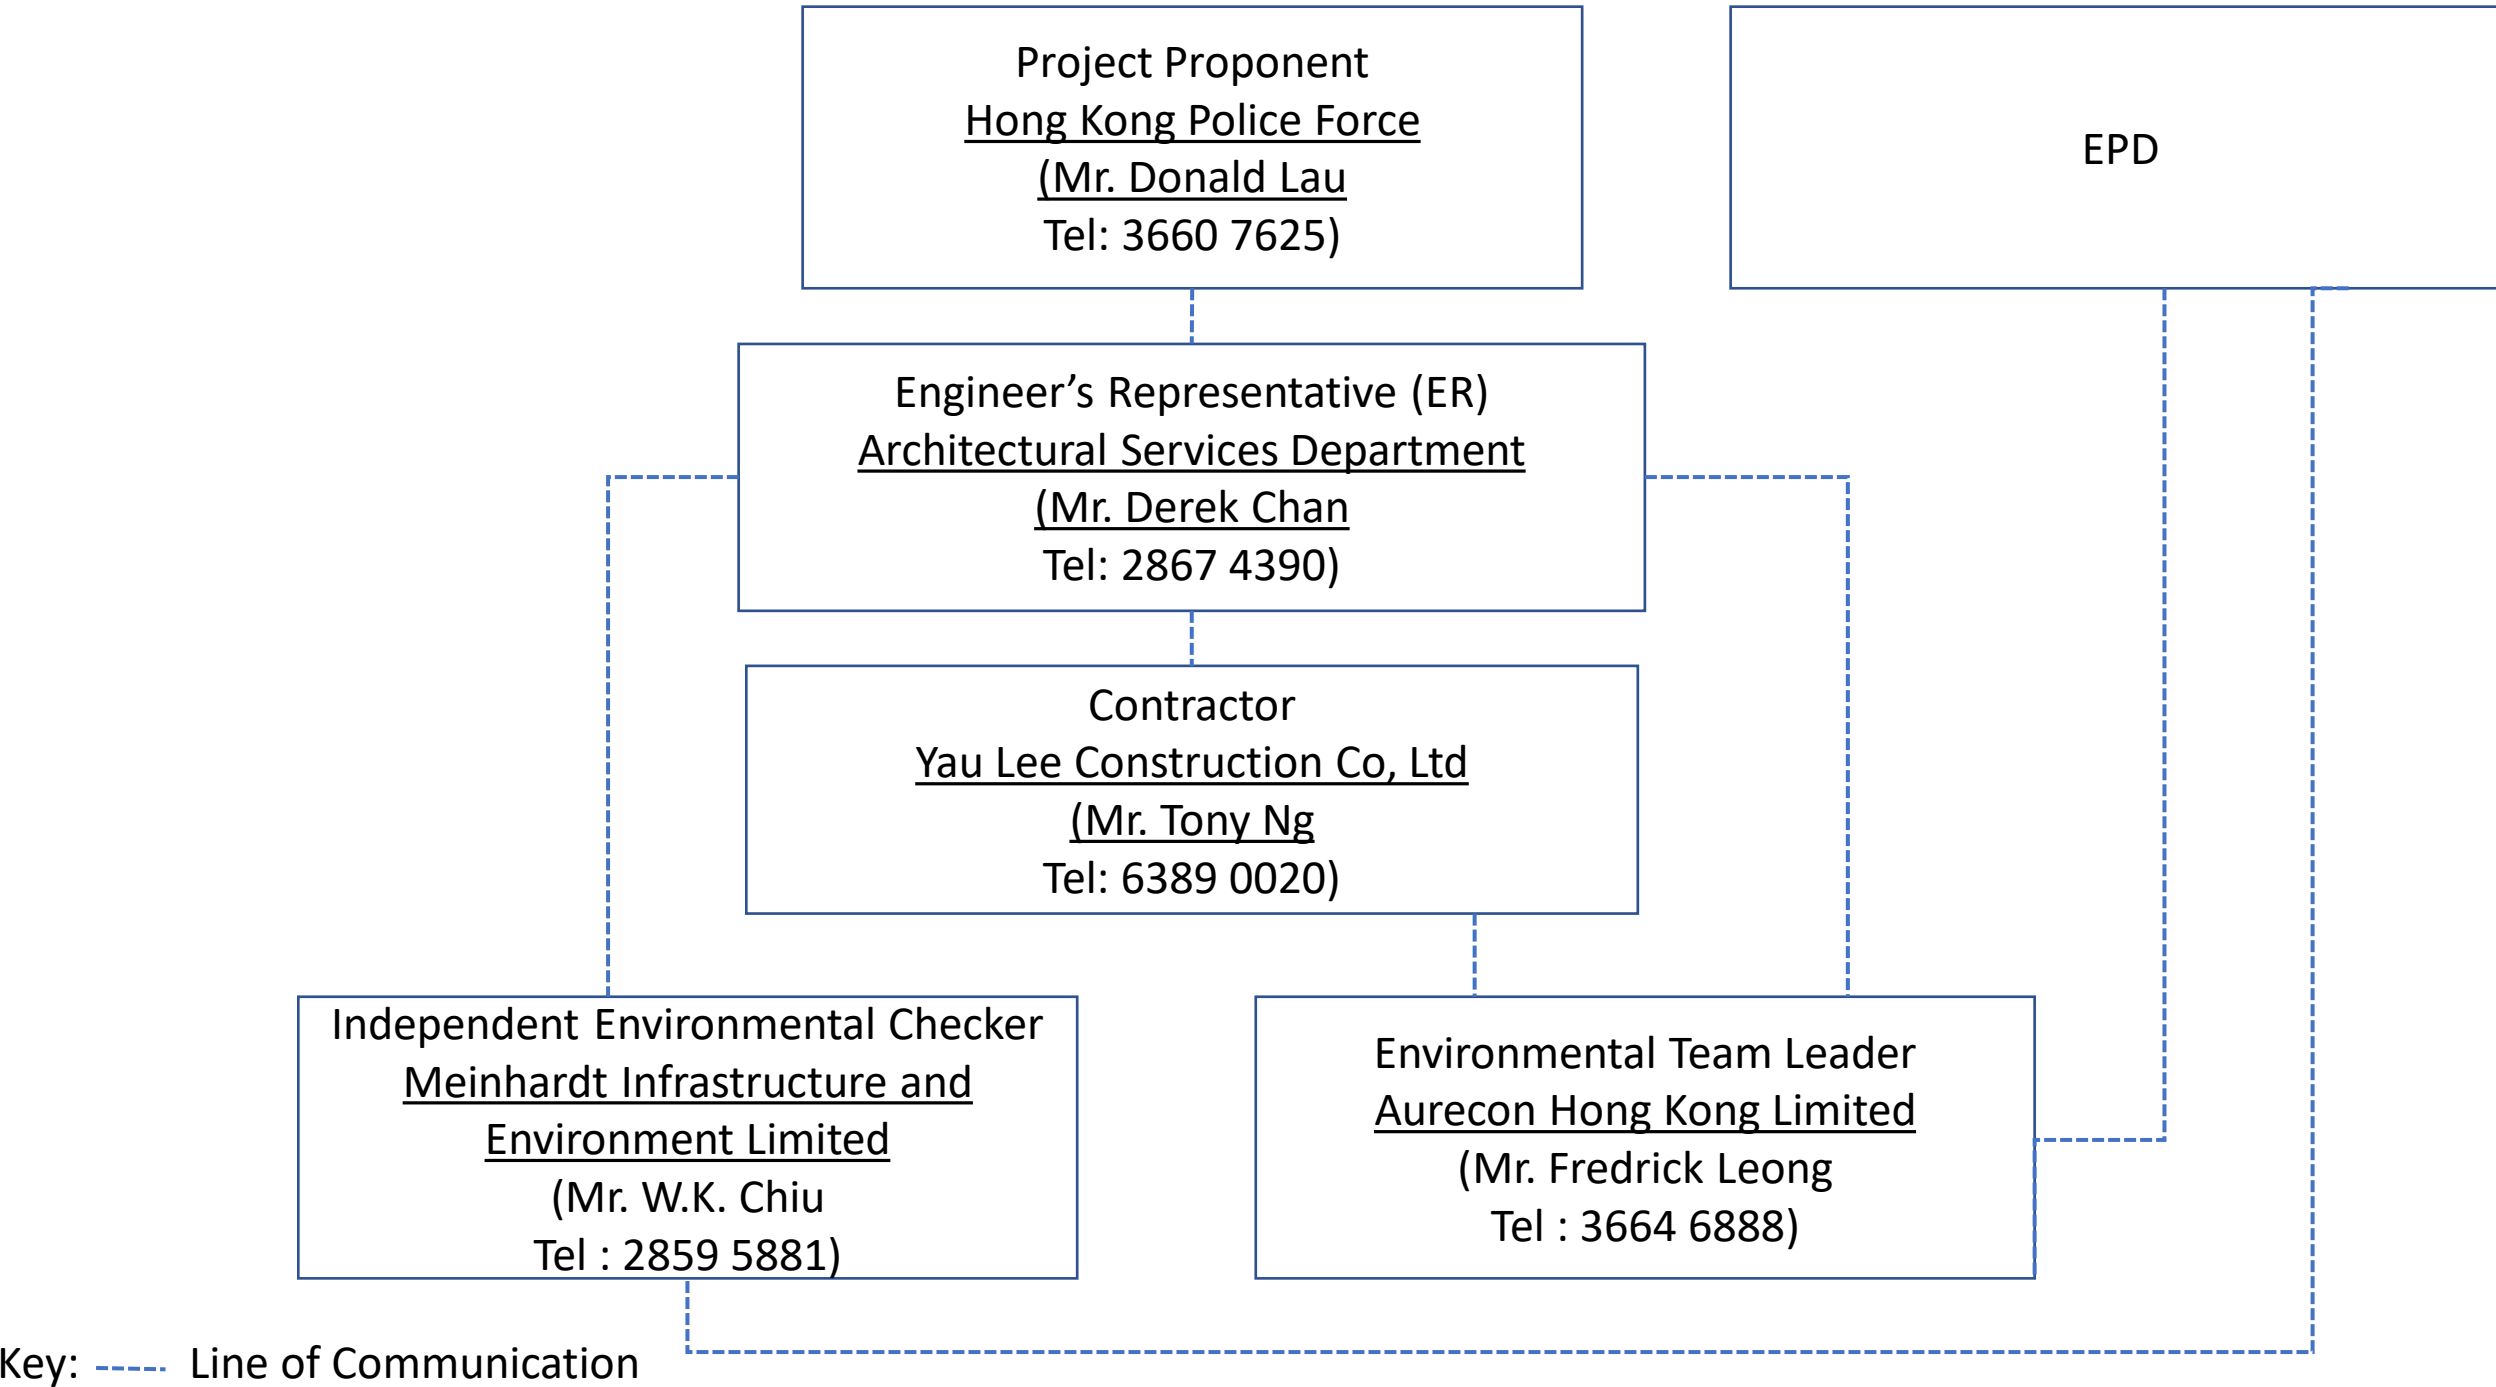 Project Proponent
Hong Kong Police Force
(Mr. Donald Lau
Tel: 3660 7625)
EPD
Engineer’s Representative (ER)
Architectural Services Department
(Mr. Derek Chan
Tel: 2867 4390)
Contractor
Yau Lee Construction Co, Ltd
(Mr. Tony Ng
Tel: 6389 0020)
Independent Environmental Checker
Meinhardt Infrastructure and
Environment Limited
(Mr. W.K. Chiu
Tel : 2859 5881)
Environmental Team Leader
Aurecon Hong Kong Limited
(Mr. Fredrick Leong
Tel : 3664 6888)
Key: Line of Communication